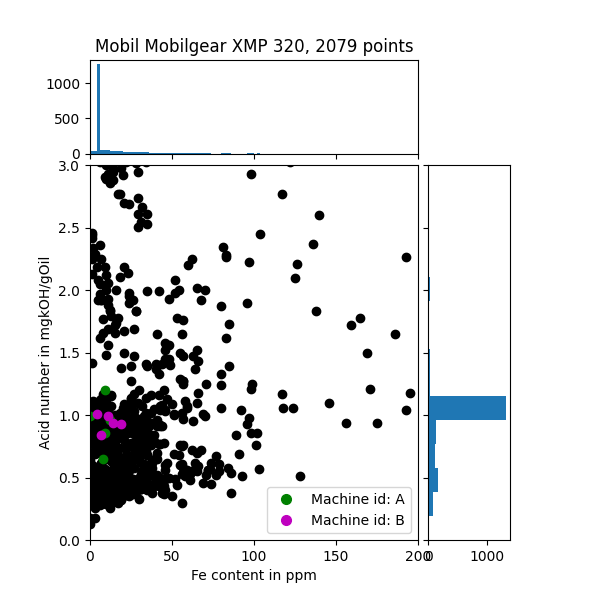 Mobil Mobilgear XMP 320, 2079 points
1000
500
0
3.0
2.5
2.0
1.5
1.0
0.5
0.0
Acid number in mgkOH/gOil
Machine id: A
Machine id: B
0 50 100 150 200
0 1000
Fe content in ppm